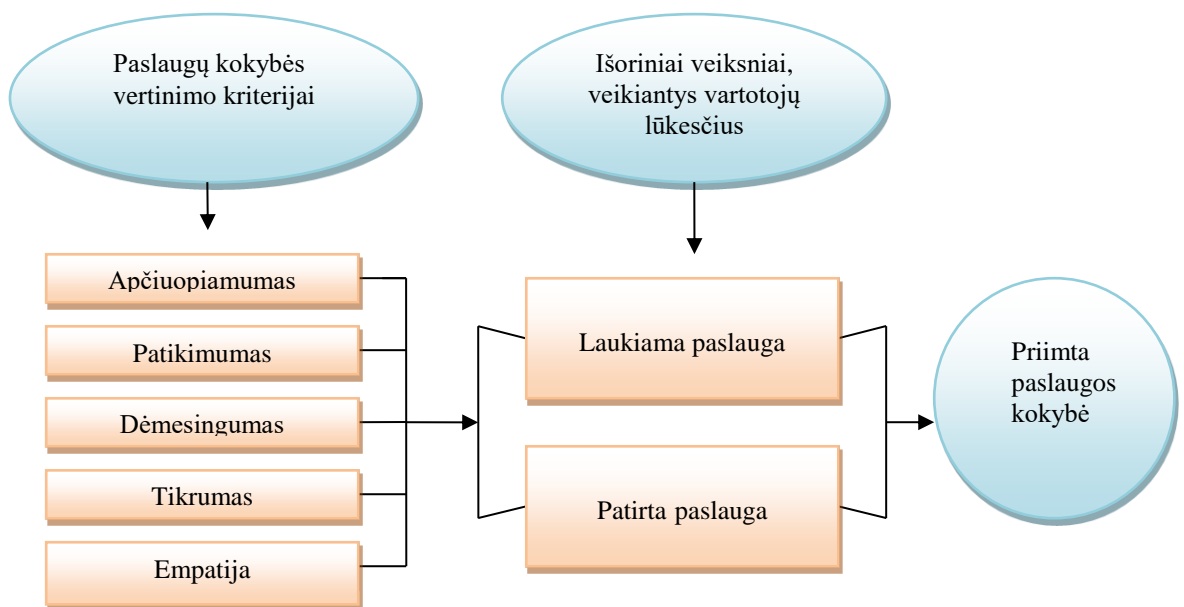 Paslaugų kokybės
vertinimo kriterijai
Išoriniai veiksniai,
veikiantys vartotojų
lūkesčius
Apčiuopiamumas
Patikimumas
Dėmesingumas
Tikrumas
Empatija
Laukiama paslauga
Patirta paslauga
Priimta
paslaugos
kokybė